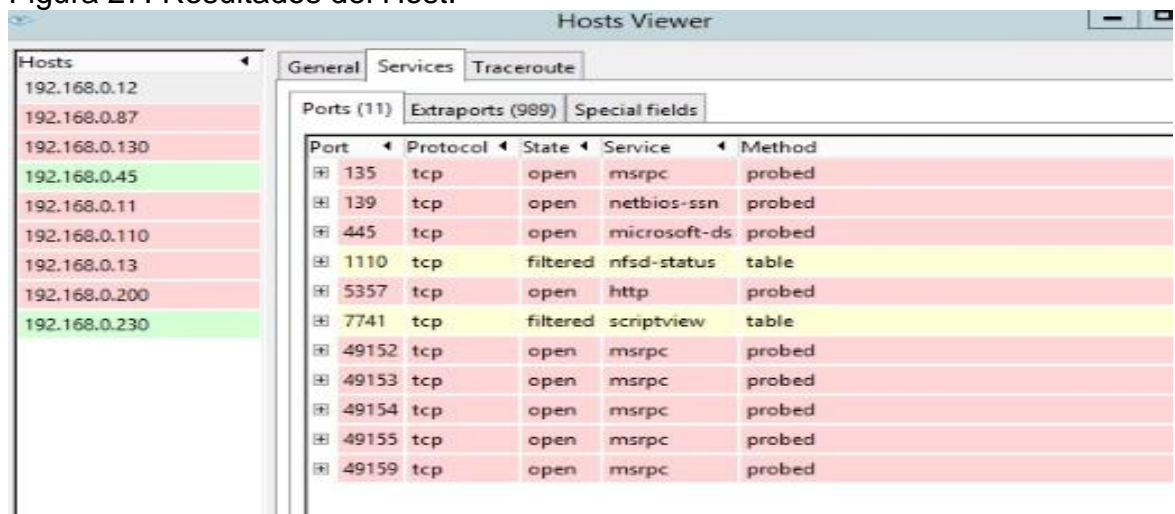 Figura 27. Resultados del Host.
Hosts Viewer
Hosts
192.168.0.12
192.168.0.87
192.168.0.130
192.168.0.45
192.168.0.11
192.168.0.110
192.168.0.13
192.168.0.200
192.168.0.230
General Services Traceroute
Ports (11) Extraports (989) Special fields
Port Protocol State Service Method
135 tcp open msrpc probed
139 tcp open netbios-ssn probed
445 tcp open microsoft-ds probed
1110 tcp filtered nfsd-status table
5357 tcp open http probed
7741 tcp filtered scriptview table
49152 tcp open msrpc probed
49153 tcp open msrpc probed
49154 tcp open msrpc probed
49155 tcp open msrpc probed
49159 tcp open msrpc probed